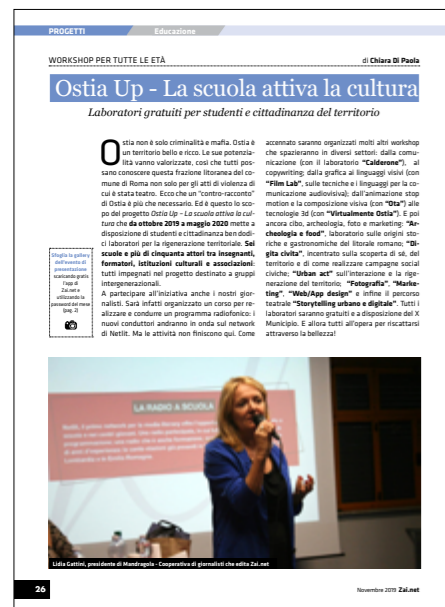 PROGETTI Educazione
WORKSHOP PER TUTTE LE ETÀ di Chiara Di Paola
Ostia Up - La scuola attiva la cultura
Laboratori gratuiti per studenti e cittadinanza del territorio
Ostia non è solo criminalità e mafia. Ostia è
un territorio bello e ricco. Le sue potenzia-
lità vanno valorizzate, così che tutti pos-
sano conoscere questa frazione litoranea del co-
mune di Roma non solo per gli atti di violenza di
cui è stata teatro. Ecco che un "contro-racconto"
di Ostia è più che necessario. Ed è questo lo sco-
po del progetto Ostia Up - La scuola attiva la cul-
tura che da ottobre 2019 a maggio 2020 mette a
disposizione di studenti e cittadinanza ben dodi-
ci laboratori per la rigenerazione territoriale. Sei
scuole e più di cinquanta attori tra insegnanti,
formatori, istituzioni culturali e associazioni:
tutti impegnati nel progetto destinato a gruppi
intergenerazionali.
A partecipare all'iniziativa anche i nostri gior-
nalisti. Sarà infatti organizzato un corso per re-
alizzare e condurre un programma radiofonico: i
nuovi conduttori andranno in onda sul network
di Netlit. Ma le attività non finiscono qui. Come
accennato saranno organizzati molti altri workshop
che spazieranno in diversi settori: dalla comu-
nicazione (con il laboratorio "Calderone"), al
copywriting; dalla grafica ai linguaggi visivi (con
"Film Lab", sulle tecniche e i linguaggi per la co-
municazione audiovisiva); dall'animazione stop
motion e la composizione visiva (con "Ota") alle
tecnologie 3d (con "Virtualmente Ostia"). E poi
ancora cibo, archeologia, foto e marketing: "Ar-
cheologia e food", laboratorio sulle origini sto-
riche e gastronomiche del litorale romano; "Di-
gita civita", incentrato sulla scoperta di sé, del
territorio e di come realizzare campagne social
civiche; "Urban act" sull'interazione e la rige-
nerazione del territorio; "Fotografia", "Marke-
ting", "Web/App design" e infine il percorso
teatrale "Storytelling urbano e digitale". Tutti i
laboratori saranno gratuiti e a disposizione del X
Municipio. E allora tutti all'opera per riscattarsi
attraverso la bellezza!
Sfoglia la gallery
dell'evento di
presentazione
scaricando gratis
l'app di
Zai.net e
utilizzando la
password del mese
(pag. 2)
LA RADIO A SCUOLA
Lidia Gattini, presidente di Mandragola - Cooperativa di giornalisti che edita Zai.net
26 Novembre 2019 Zai.net